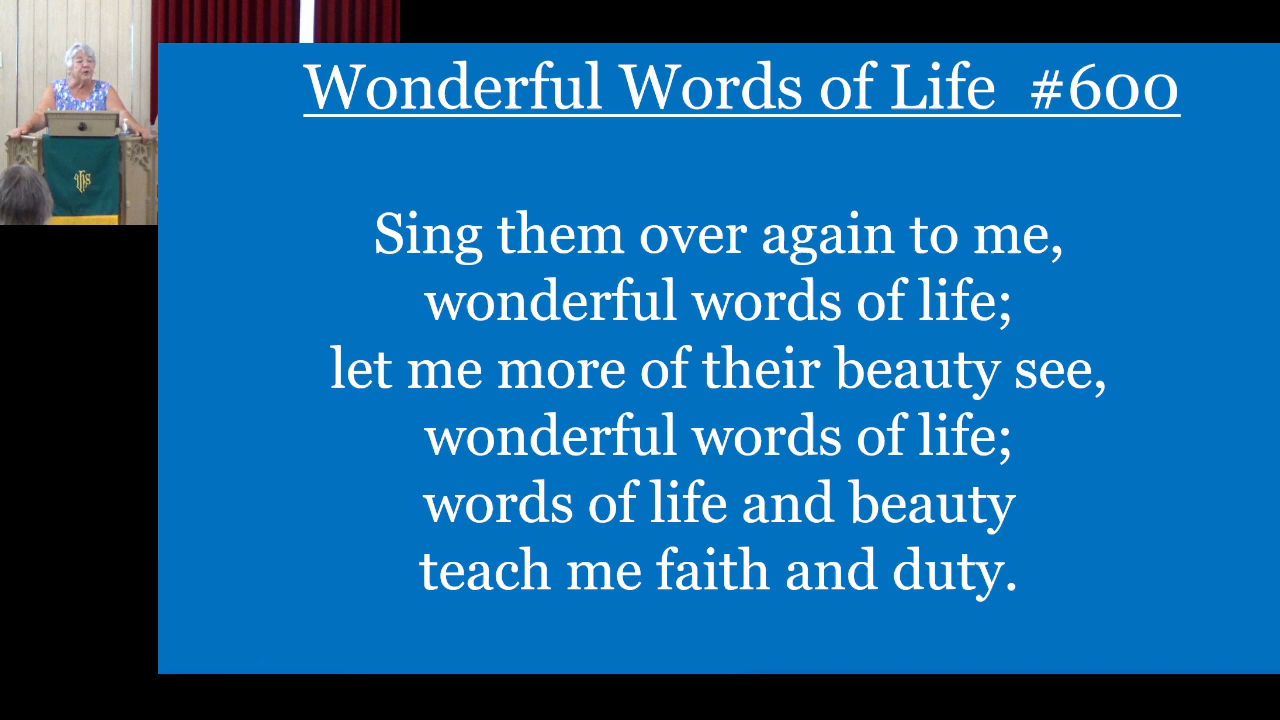 Wonderful Words of Life #600
Sing them over again to me,
wonderful words of life;
let me more of their beauty see,
wonderful words of life;
words of life and beauty
teach me faith and duty.
IHS